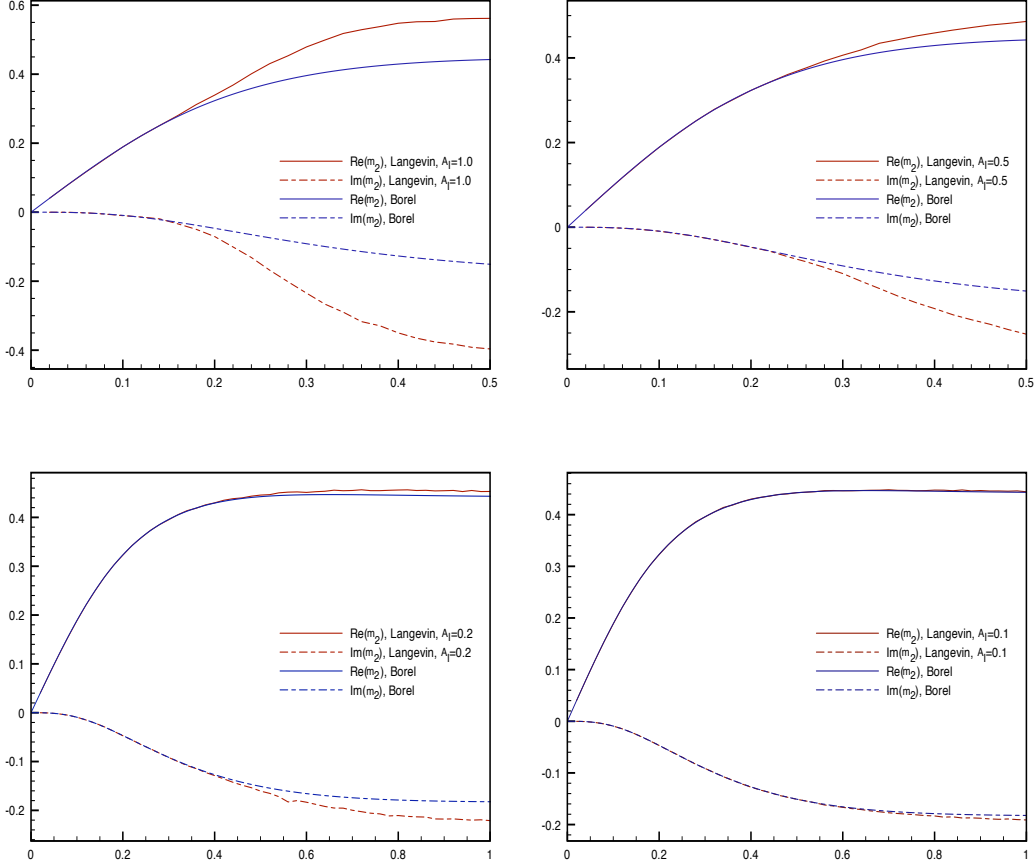 0.6
0.4
0.2
0
-0.2
-0.4
0 0.1 0.2 0.3 0.4 0.5
Re(m2), Langevin, AI=1.0
Im(m2), Langevin, AI=1.0
Re(m2), Borel
Im(m2), Borel
0.4
0.2
0
-0.2
0 0.1 0.2 0.3 0.4 0.5
Re(m2), Langevin, AI=0.5
Im(m2), Langevin, AI=0.5
Re(m2), Borel
Im(m2), Borel
0.4
0.3
0.2
0.1
0
-0.1
-0.2
0 0.2 0.4 0.6 0.8 1
Re(m2), Langevin, AI=0.2
Im(m2), Langevin, AI=0.2
Re(m2), Borel
Im(m2), Borel
0.4
0.3
0.2
0.1
0
-0.1
-0.2
0 0.2 0.4 0.6 0.8 1
Re(m2), Langevin, AI=0.1
Im(m2), Langevin, AI=0.1
Re(m2), Borel
Im(m2), Borel